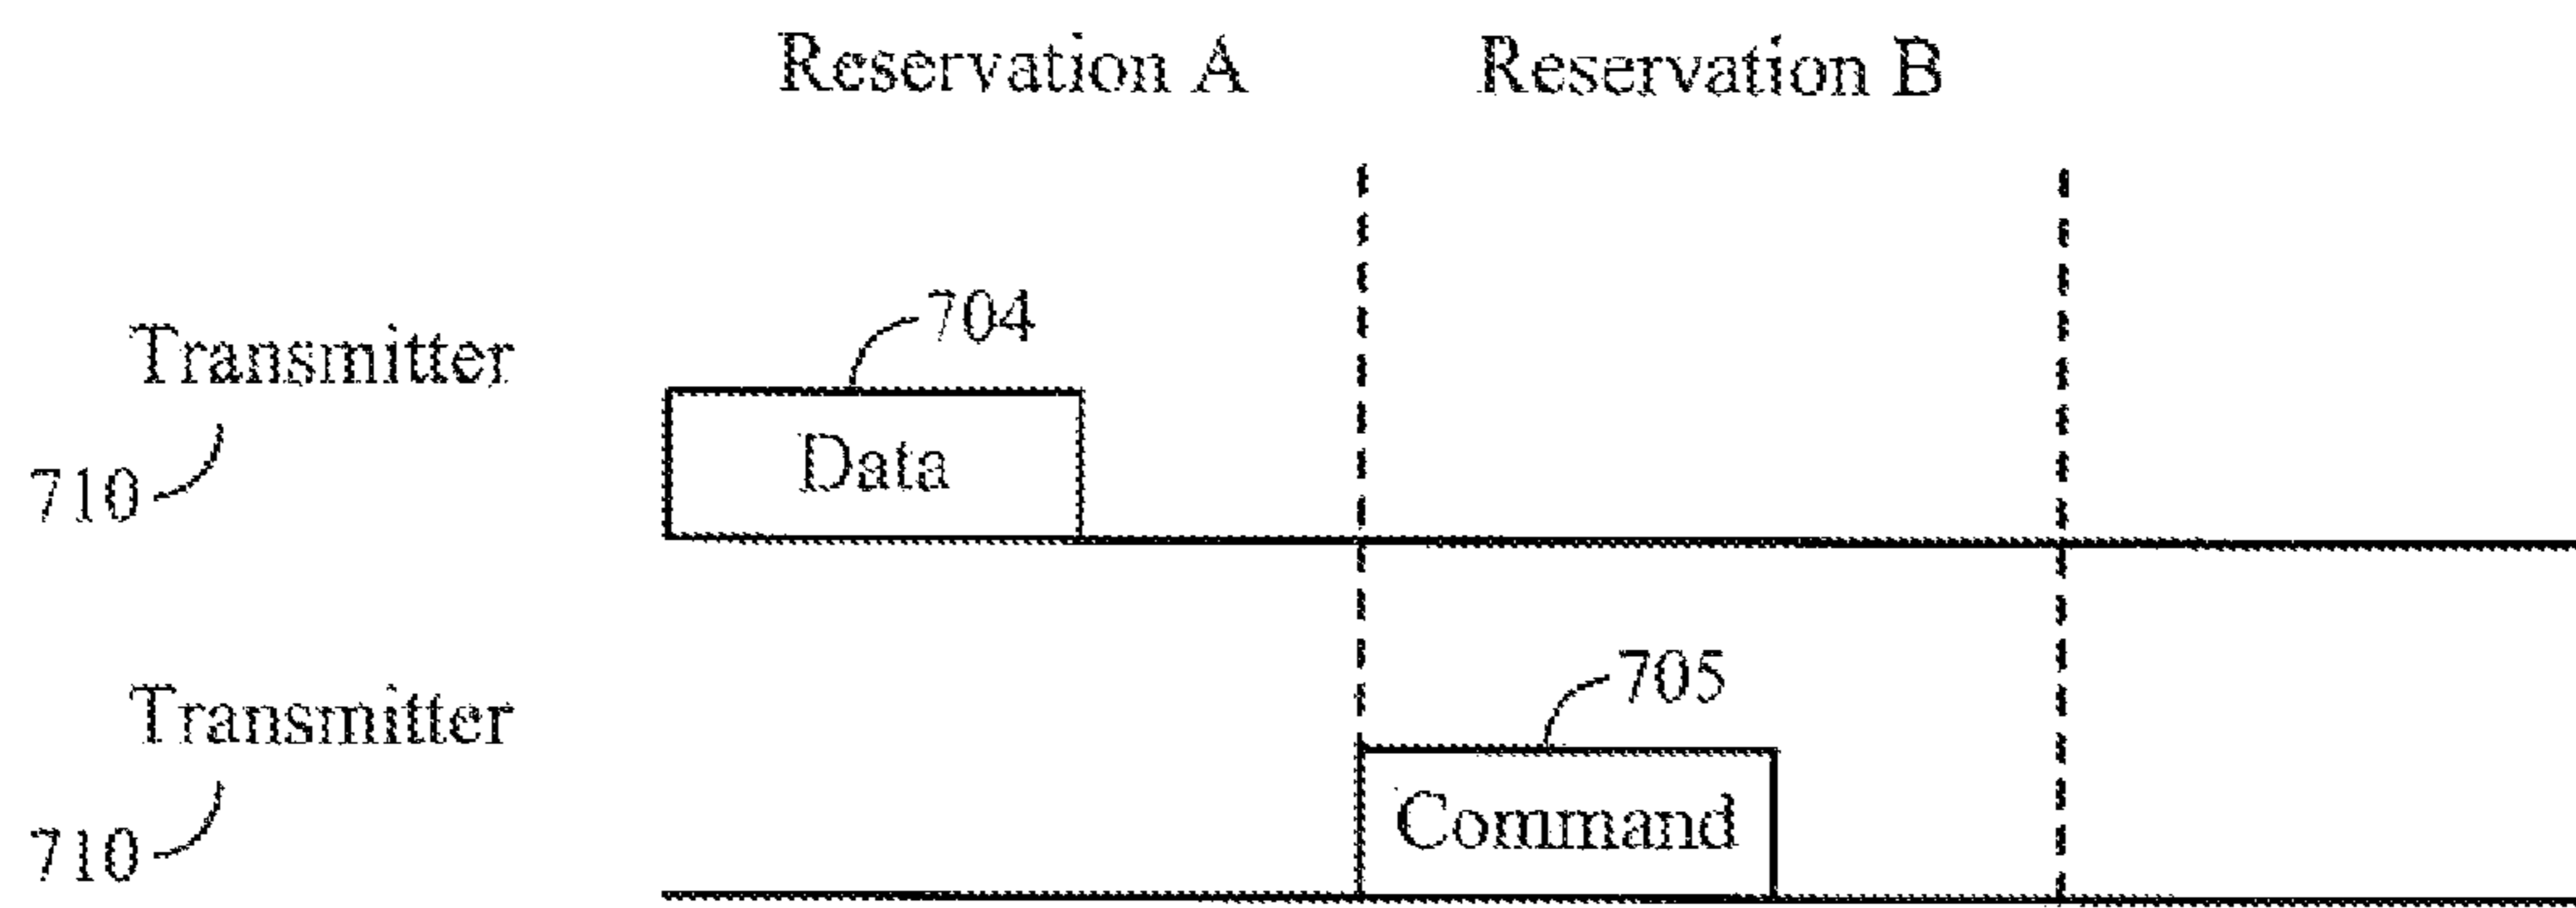 Reservation A Reservation B
704
Transmitter
Data
710
705
Transmitter
Command
710